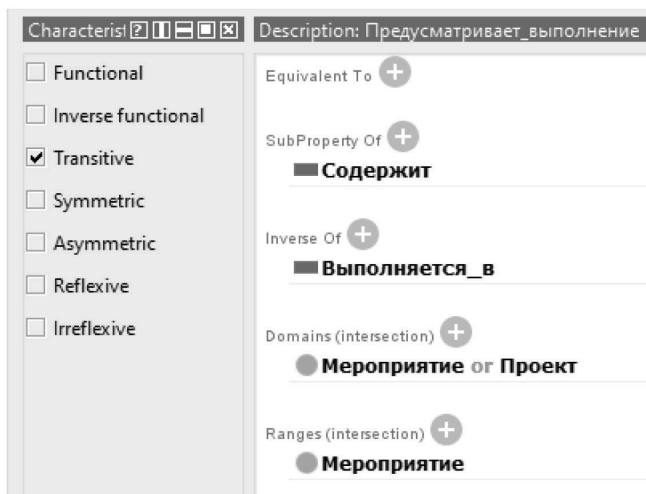 Characterist
Description: Предусматривает_выполнение
Functional
Inverse functional
Transitive
Symmetric
Asymmetric
Reflexive
Irreflexive
Equivalent To
SubProperty Of
Содержит
Inverse Of
Выполняется_в
Domains (intersection)
Мероприятие or Проект
Ranges (intersection)
Мероприятие